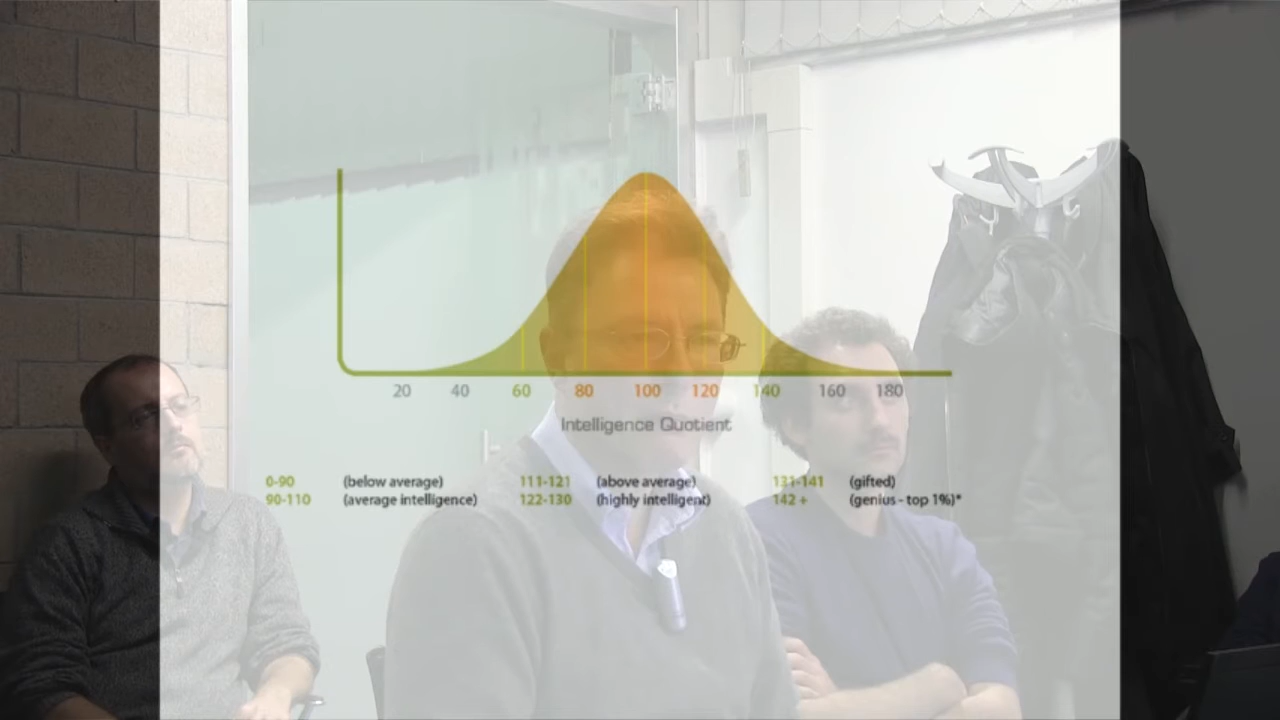 20 40 60 80 100 120 140 160 180
Intelligence Quotient
0-90 (below average) 111-121 (above average) 131-141 (gifted)
90-110 (average intelligence) 122-130 (highly intelligent) 142 + (genius - top 1%)*